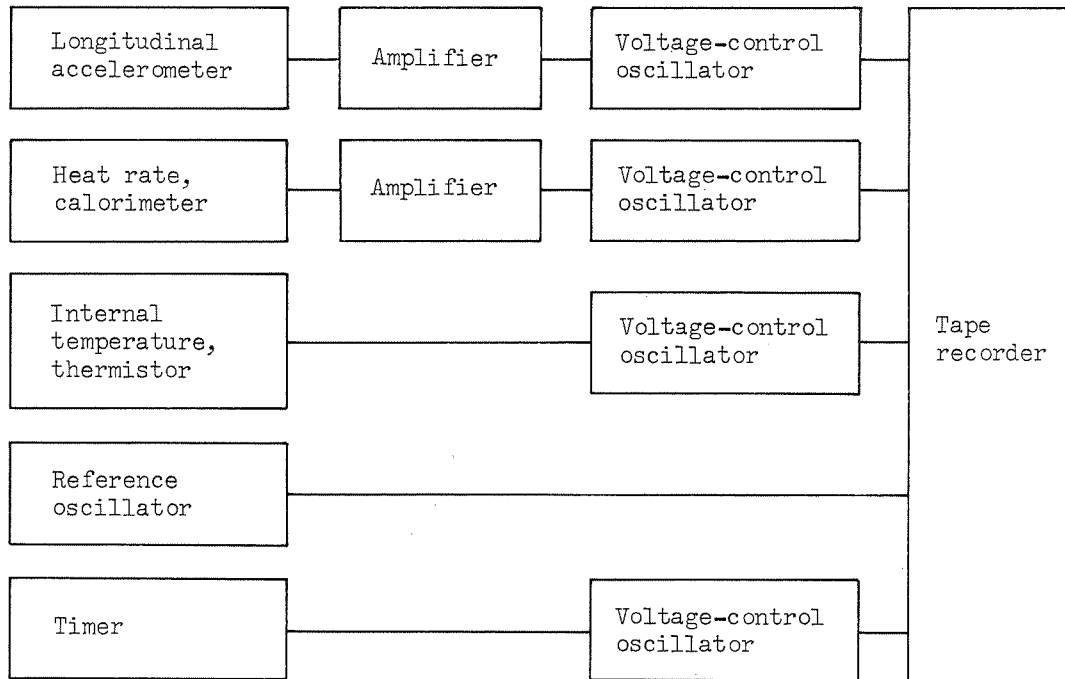 Longitudinal
accelerometer
Amplifier
Voltage-control
oscillator
Heat rate,
calorimeter
Amplifier
Voltage-control
oscillator
Internal
temperature,
thermistor
Voltage-control
oscillator
Tape
recorder
Reference
oscillator
Timer
Voltage-control
oscillator